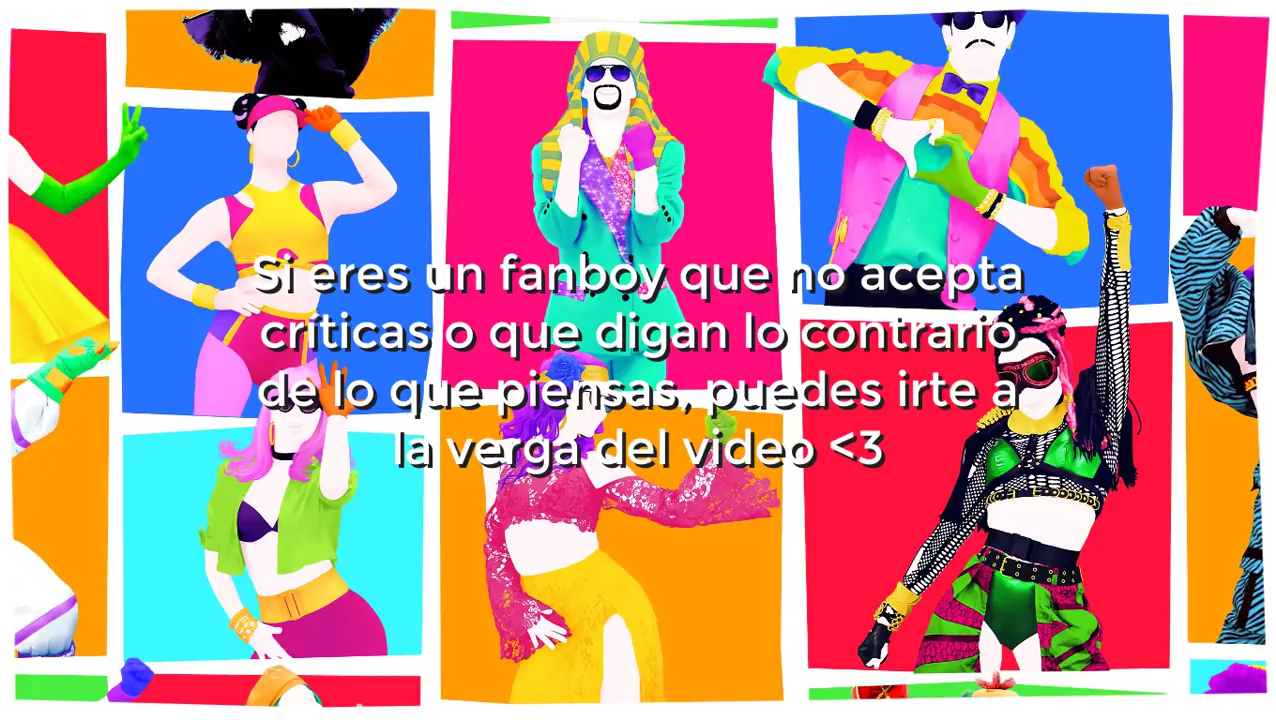 Si eres un fanboy que no acepta
críticas o que digan lo contrario
de lo que piensas, puedes irte a
la verga del video <3